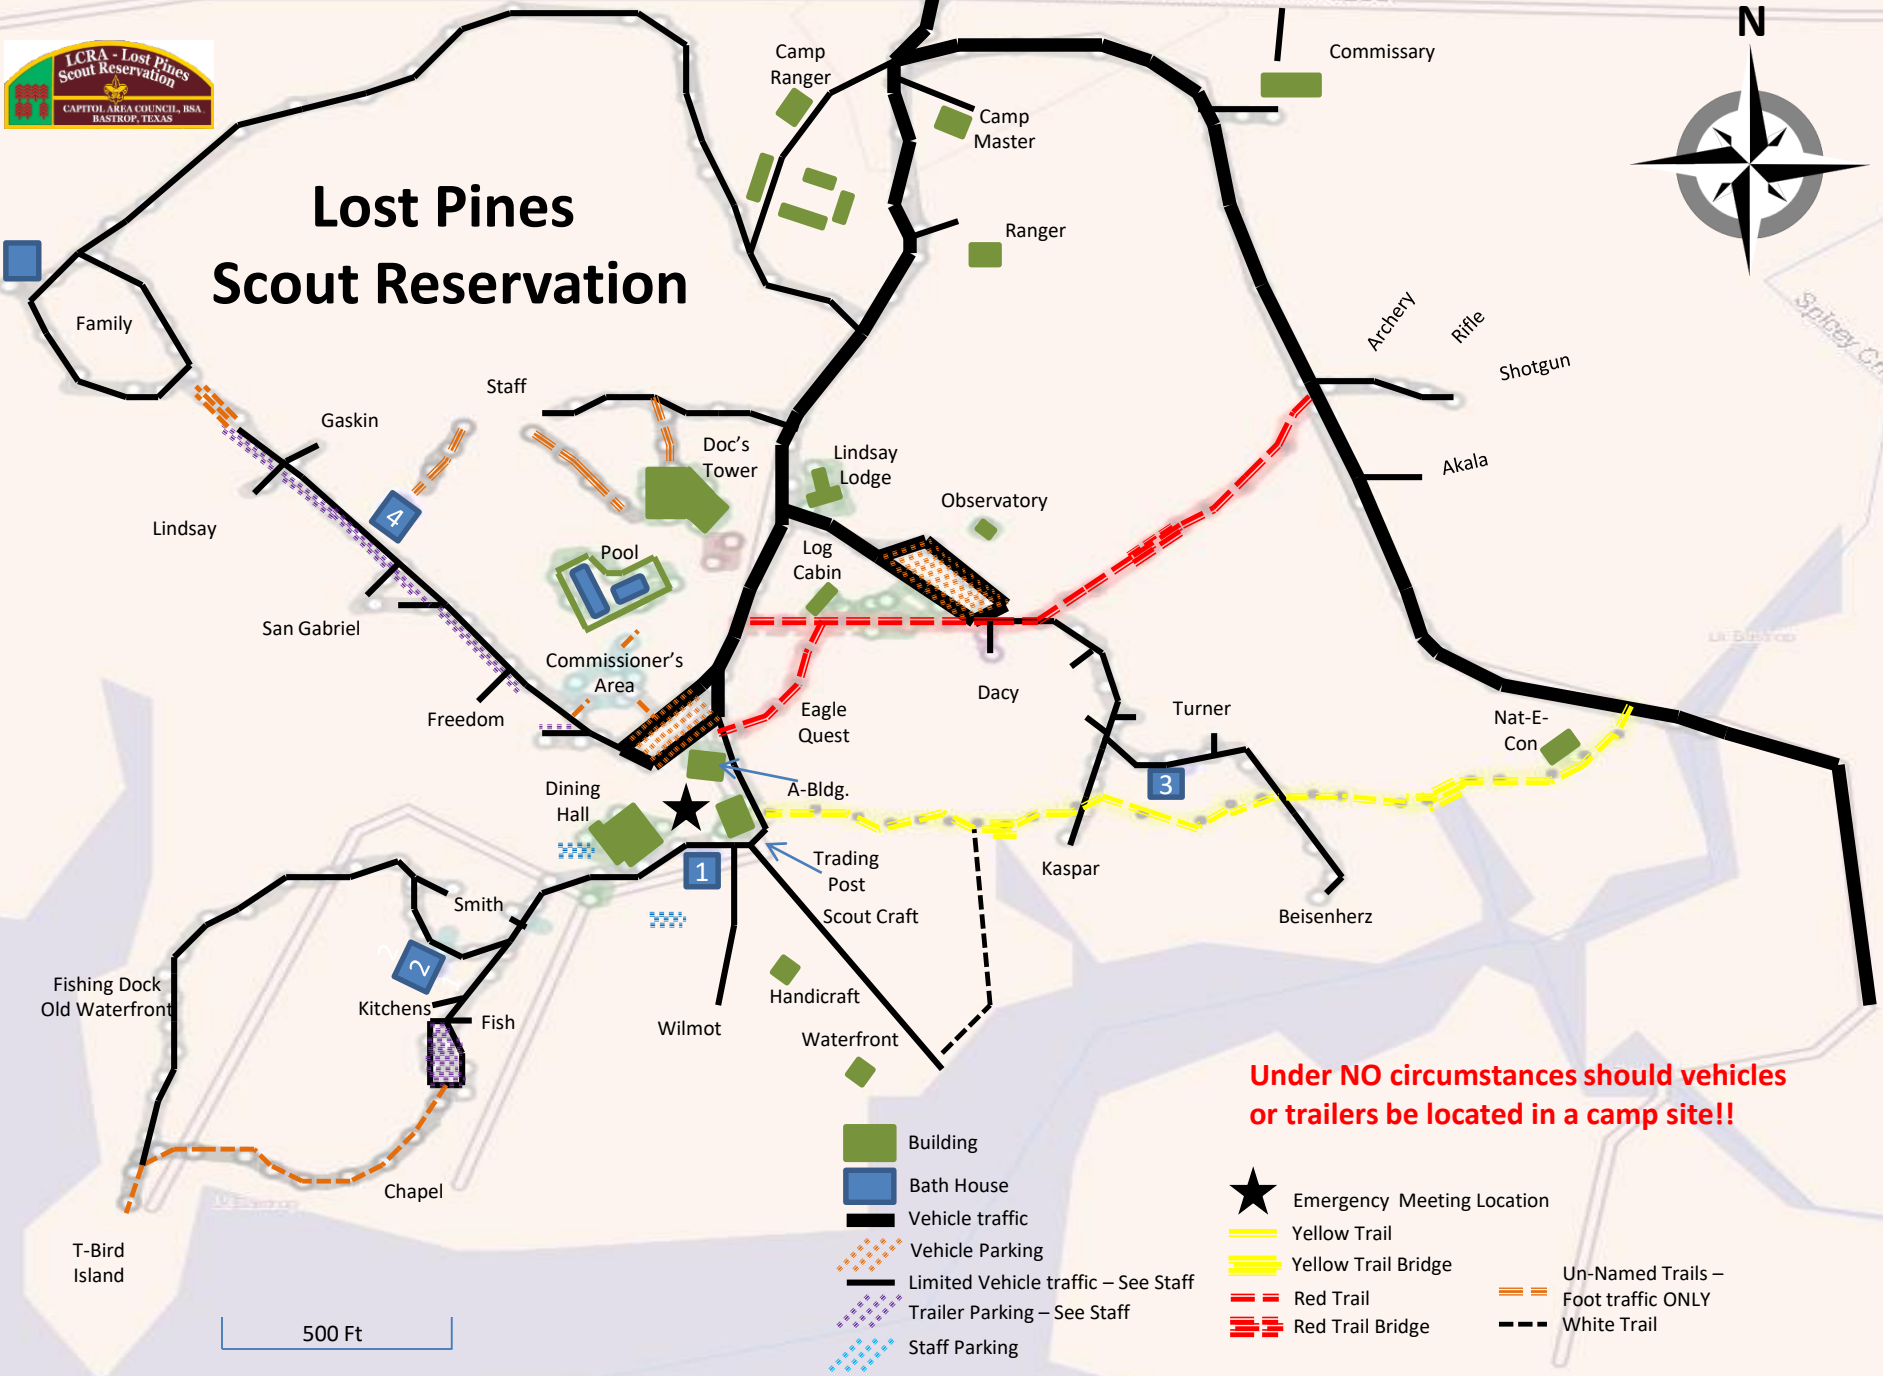 LCRA - Lost Pines
Scout Reservation
CAPITOL AREA COUNCIL, BSA
BASTROP, TEXAS
Lost Pines
Scout Reservation
N
Camp
Ranger
Camp
Master
Commissary
Ranger
Spicey
Family
Archery
Rifle
Shotgun
Staff
Gaskin
Doc's
Tower
Lindsay
Lodge
Akala
Observatory
4
Lindsay
Pool
Log
Cabin
San Gabriel
Commissioner's
Area
Freedom
Dacy
Eagle
Quest
Turner
Nat-E-
Con
3
A-Bldg.
Dining
Hall
Trading
Post
1
Kaspar
Smith
Scout Craft
Beisenherz
2
Fishing Dock
Old Waterfront
Kitchens
Fish
Handicraft
Wilmot
Waterfront
Under NO circumstances should vehicles
or trailers be located in a camp site!!
Chapel
T-Bird
Island
500 Ft
Building
Bath House
Vehicle traffic
Vehicle Parking
Limited Vehicle traffic – See Staff
Trailer Parking – See Staff
Staff Parking
Emergency Meeting Location
Yellow Trail
Yellow Trail Bridge
Red Trail
Red Trail Bridge
Un-Named Trails –
Foot traffic ONLY
White Trail